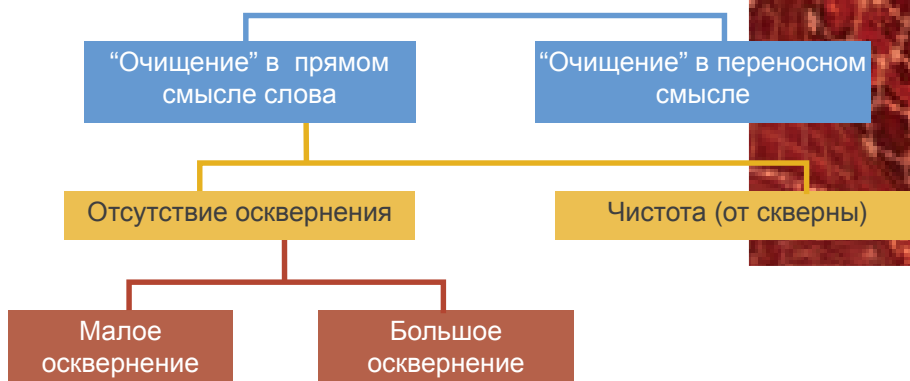 “Очищение” в прямом
смысле слова
“Очищение” в переносном
смысле
Отсутствие осквернения
Чистота (от скверны)
Малое
осквернение
Большое
осквернение